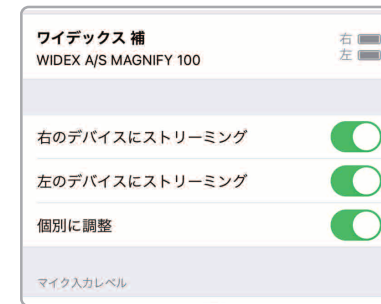 ワイデックス 補
WIDEX A/S MAGNIFY 100
右
左
右のデバイスにストリーミング
左のデバイスにストリーミング
個別に調整
マイク入力レベル